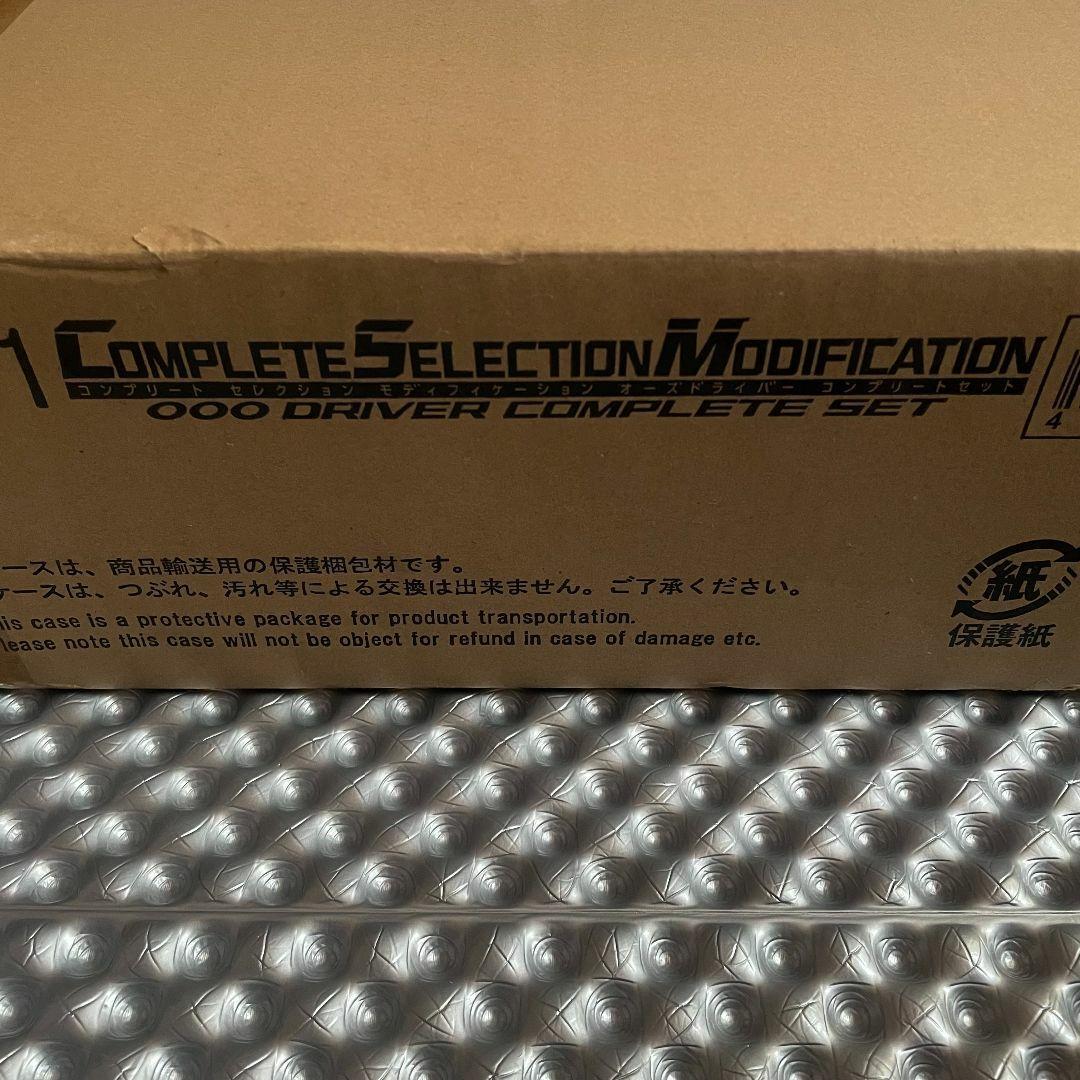 1
COMPLETE SELECTION MODIFICATION
コンプリート セレクション モディフィケーション オーズドライバー コンプリートセット
OOO DRIVER COMPLETE SET
4
ースは、商品輸送用の保護梱包材です。
ケースは、つぶれ、汚れ等による交換は出来ません。ご了承ください。
his case is a protective package for product transportation.
lease note this case will not be object for refund in case of damage etc.
紙
保護紙